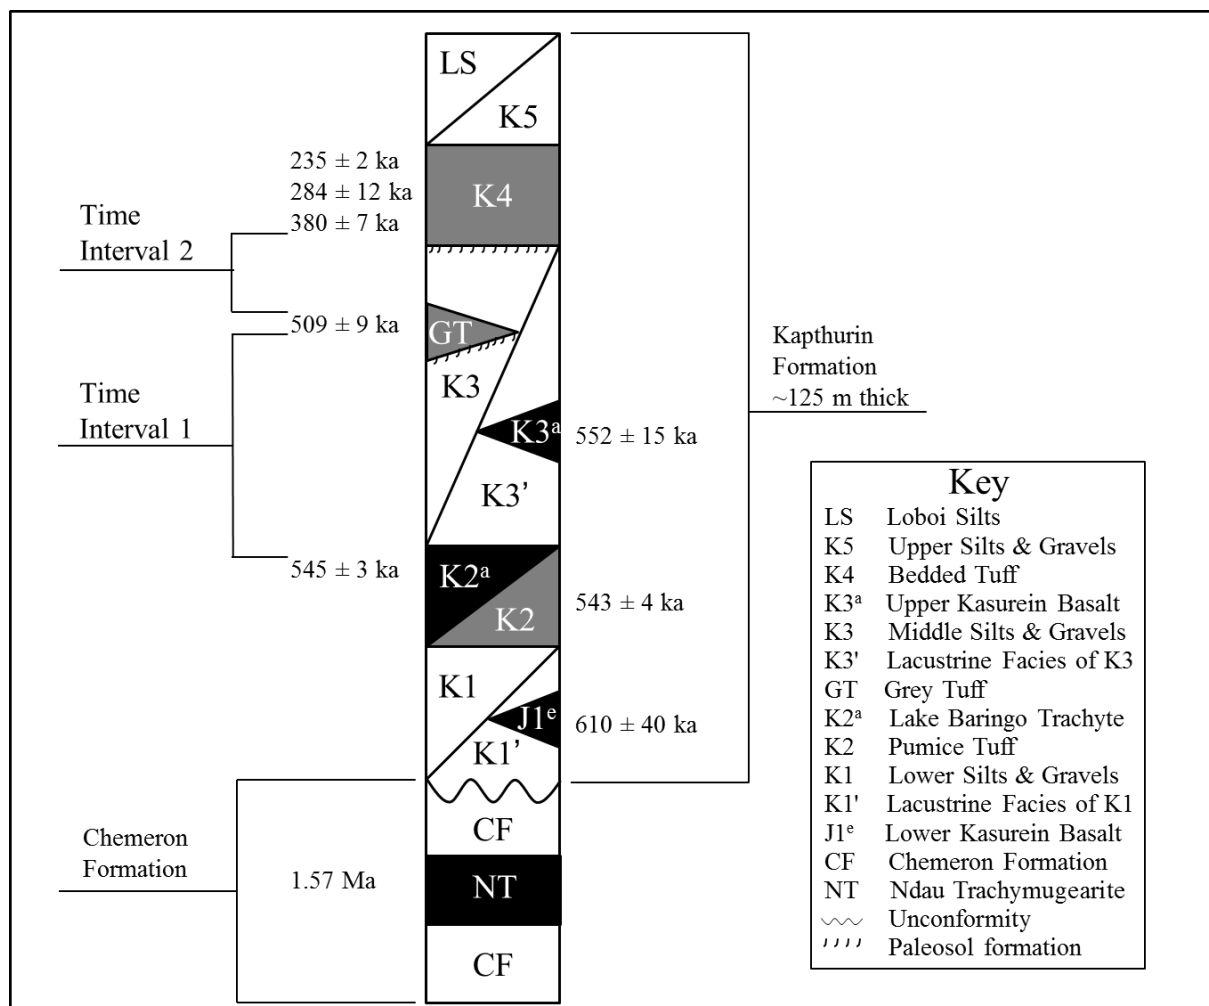 LS
K5
235 ± 2 ka
284 ± 12 ka
380 ± 7 ka
K4
Time
Interval 2
509 ± 9 ka
GT
Kapthurin
Formation
~125 m thick
K3
Time
Interval 1
K3ᵃ
552 ± 15 ka
K3’
545 ± 3 ka
K2ᵃ
K2
543 ± 4 ka
K1
J1ᵉ
610 ± 40 ka
K1’
Chemeron
Formation
1.57 Ma
CF
NT
CF
Key
LS Loboi Silts
K5 Upper Silts & Gravels
K4 Bedded Tuff
K3ᵃ Upper Kasurein Basalt
K3 Middle Silts & Gravels
K3' Lacustrine Facies of K3
GT Grey Tuff
K2ᵃ Lake Baringo Trachyte
K2 Pumice Tuff
K1 Lower Silts & Gravels
K1' Lacustrine Facies of K1
J1ᵉ Lower Kasurein Basalt
CF Chemeron Formation
NT Ndau Trachymugearite
Unconformity
Paleosol formation